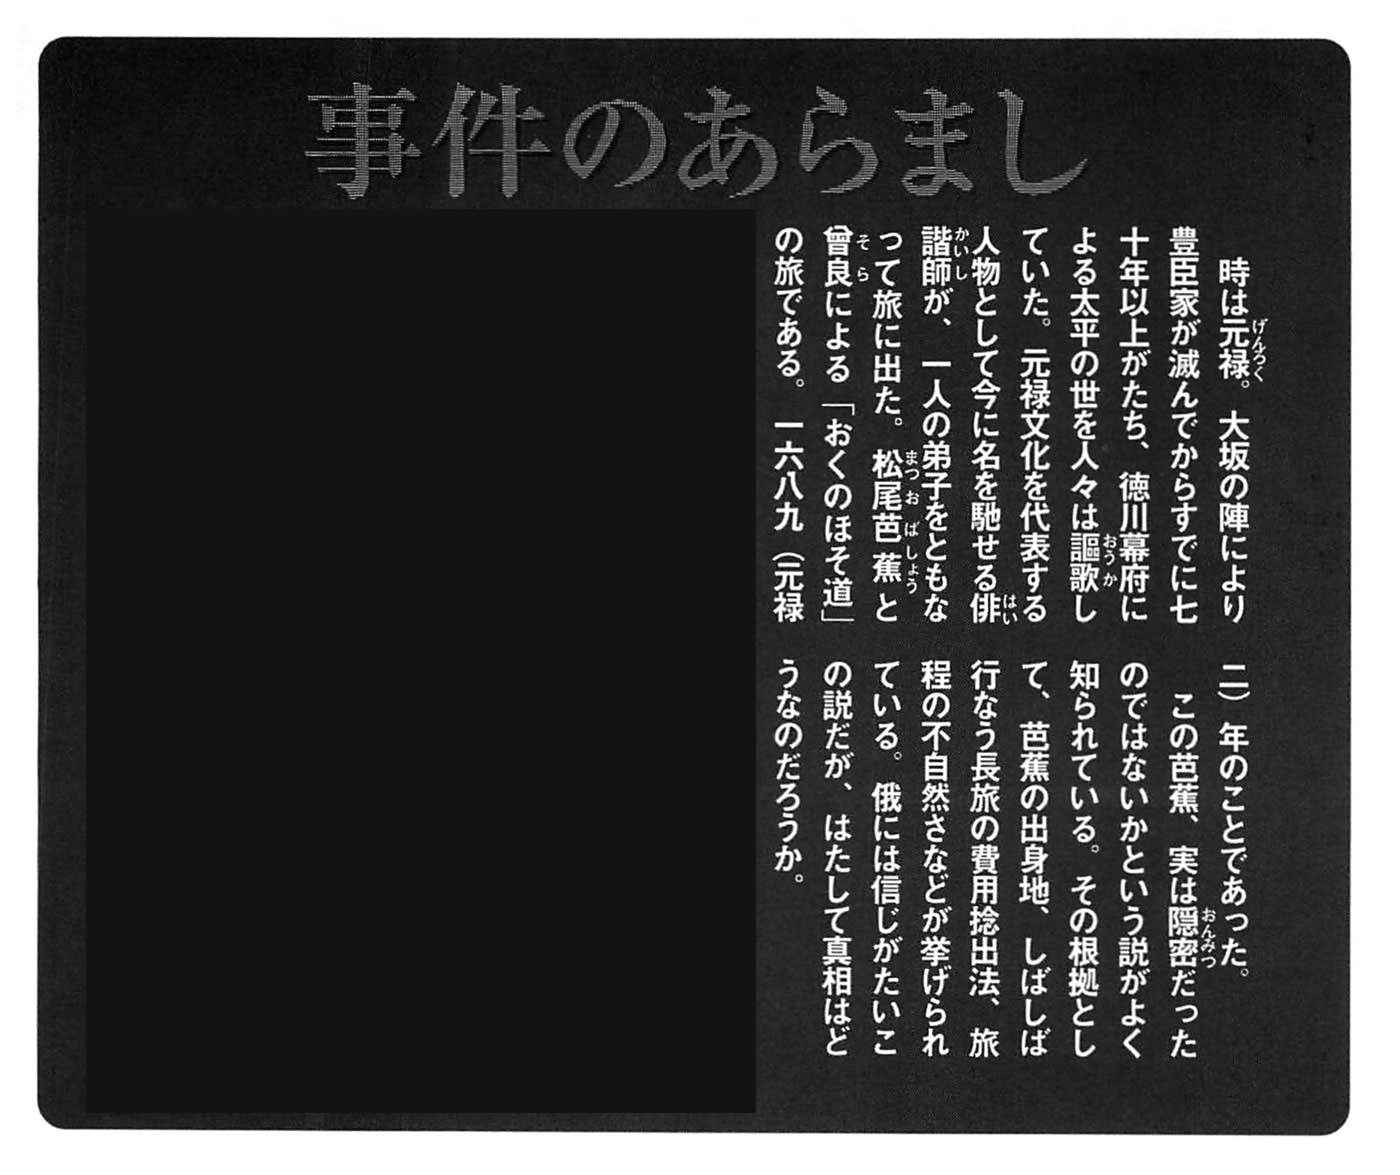 事件のあらまし
時は元禄。大坂の陣により
豊臣家が滅んでからすでに七
十年以上がたち、徳川幕府に
よる太平の世を人々は謳歌し
ていた。元禄文化を代表する
人物として今に名を馳せる俳
諧師が、一人の弟子をともな
って旅に出た。松尾芭蕉と
曾良による「おくのほそ道」
の旅である。一六八九（元禄
二）年のことであった。
この芭蕉、実は隠密だった
のではないかという説がよく
知られている。その根拠とし
て、芭蕉の出身地、しばしば
行なう長旅の費用捻出法、旅
程の不自然さなどが挙げられ
ている。俄には信じがたいこ
の説だが、はたして真相はど
うなのだろうか。